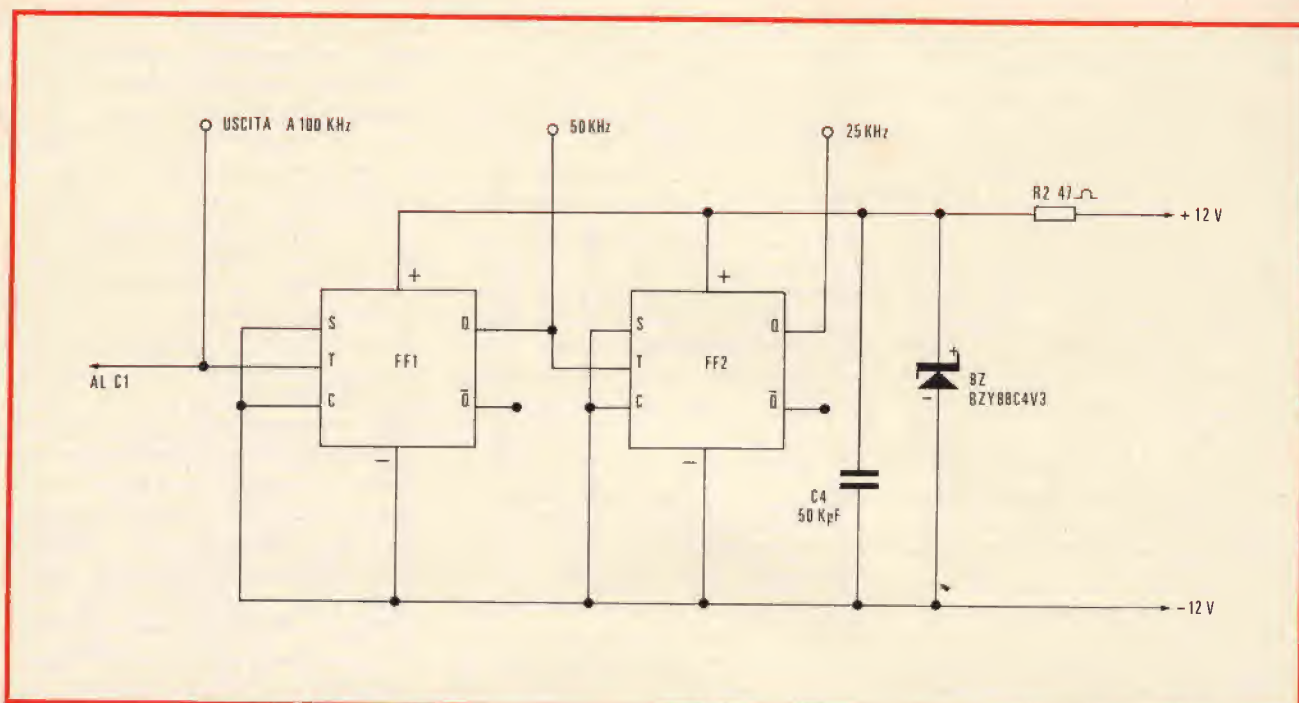 USCITA A 100 KHz
50 KHz
25 KHz
R2 47 Ω
+ 12 V
+
+
S
Q
T
FF1
C
Q̅
−
AL C1
S
Q
T
FF2
C
Q̅
−
+
BZ
BZY88C4V3
−
C4
50 KpF
− 12 V